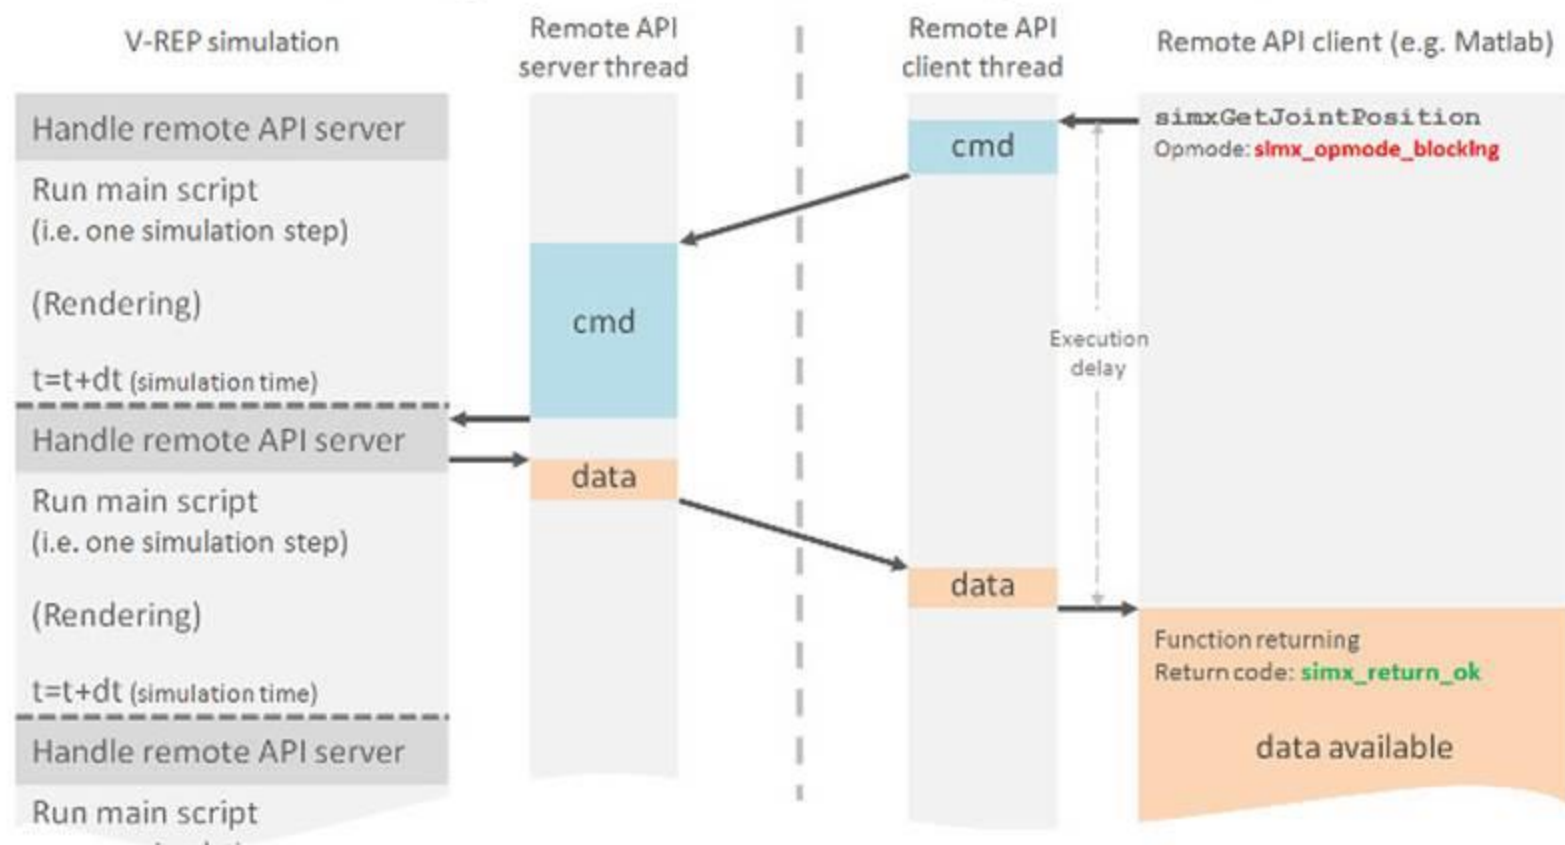 V-REP simulation
Remote API
server thread
Remote API
client thread
Remote API client (e.g. Matlab)
Handle remote API server
Run main script
(i.e. one simulation step)
(Rendering)
t=t+dt (simulation time)
Handle remote API server
Run main script
(i.e. one simulation step)
(Rendering)
t=t+dt (simulation time)
Handle remote API server
Run main script
cmd
data
cmd
data
Execution
delay
simxGetJointPosition
Opmode: simx_opmode_blocking
Function returning
Return code: simx_return_ok
data available